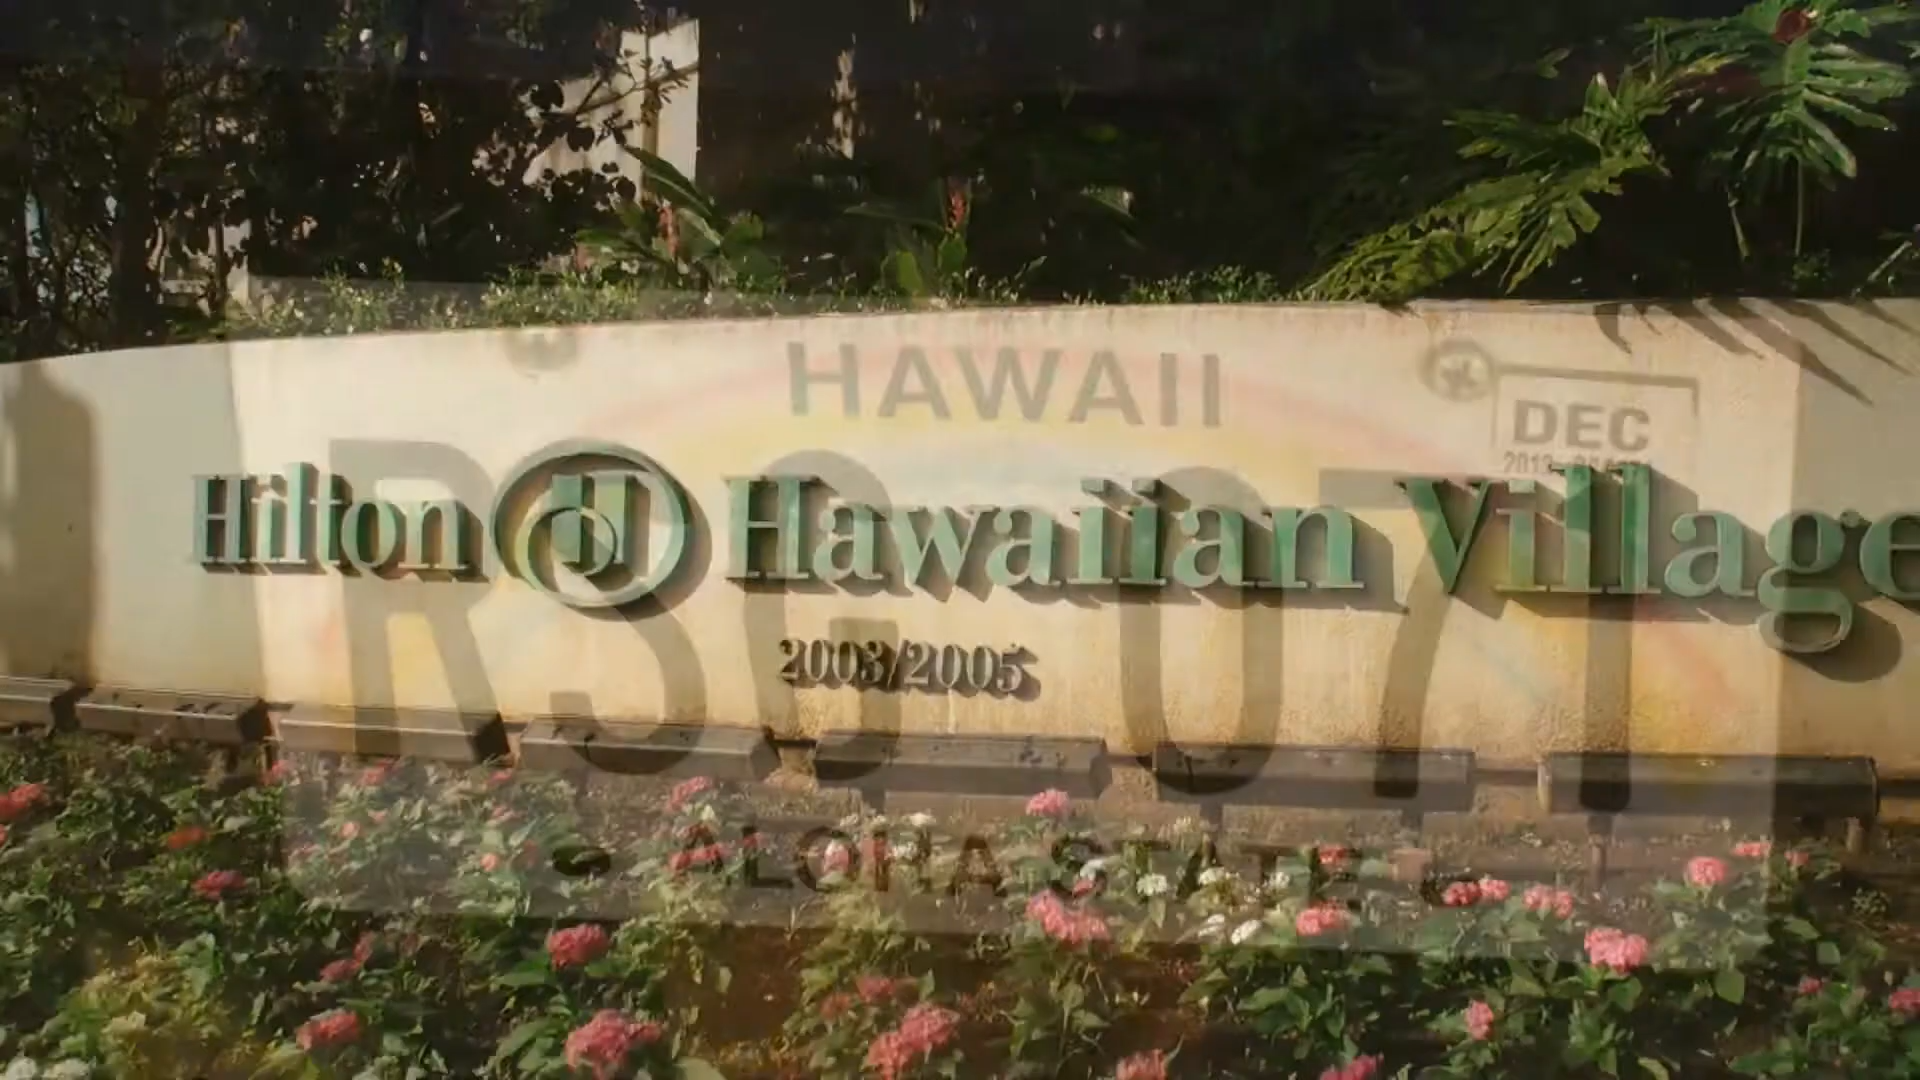 HAWAII
DEC
Hilton H Hawaiian Village
2003/2005
ALOHA STATE